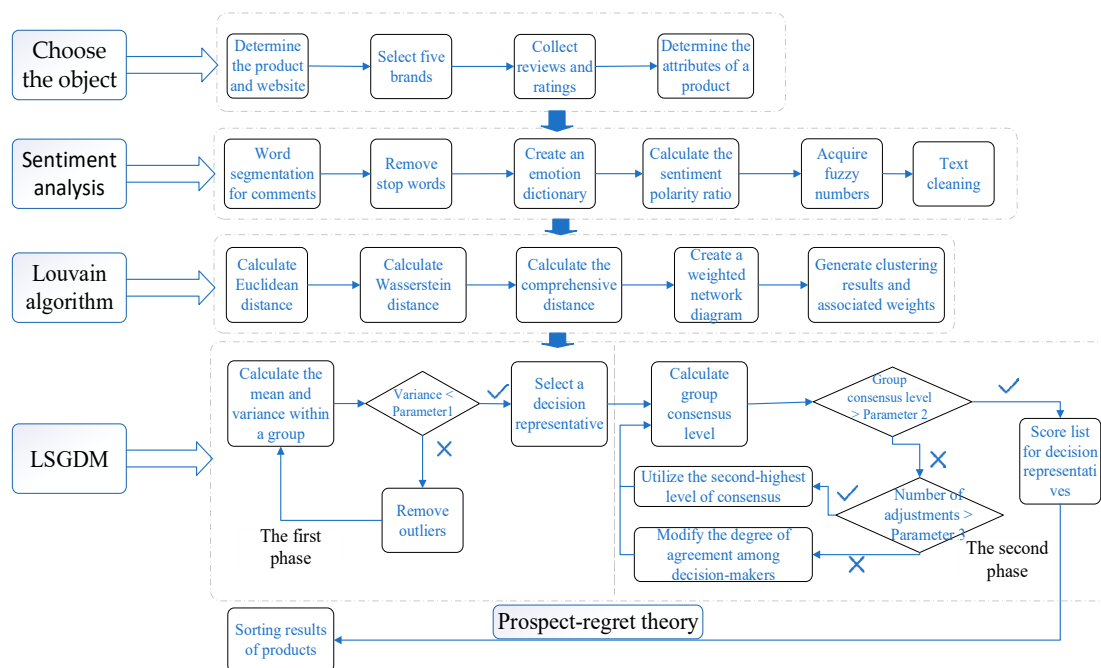 Choose
the object
Determine
the product
and website
Select five
brands
Collect
reviews and
ratings
Determine the
attributes of a
product
Sentiment
analysis
Word
segmentation
for comments
Remove
stop words
Create an
emotion
dictionary
Calculate the
sentiment
polarity ratio
Acquire
fuzzy
numbers
Text
cleaning
Louvain
algorithm
Calculate
Euclidean
distance
Calculate
Wasserstein
distance
Calculate the
comprehensive
distance
Create a
weighted
network
diagram
Generate clustering
results and
associated weights
LSGDM
Calculate the
mean and
variance within
a group
Variance <
Parameter1
Select a
decision
representative
Remove
outliers
The first
phase
Calculate
group
consensus
level
Group
consensus level
> Parameter 2
Score list
for decision
representati
ves
Utilize the second-highest
level of consensus
Number of
adjustments >
Parameter 3
Modify the degree of
agreement among
decision-makers
The second
phase
Prospect-regret theory
Sorting results
of products